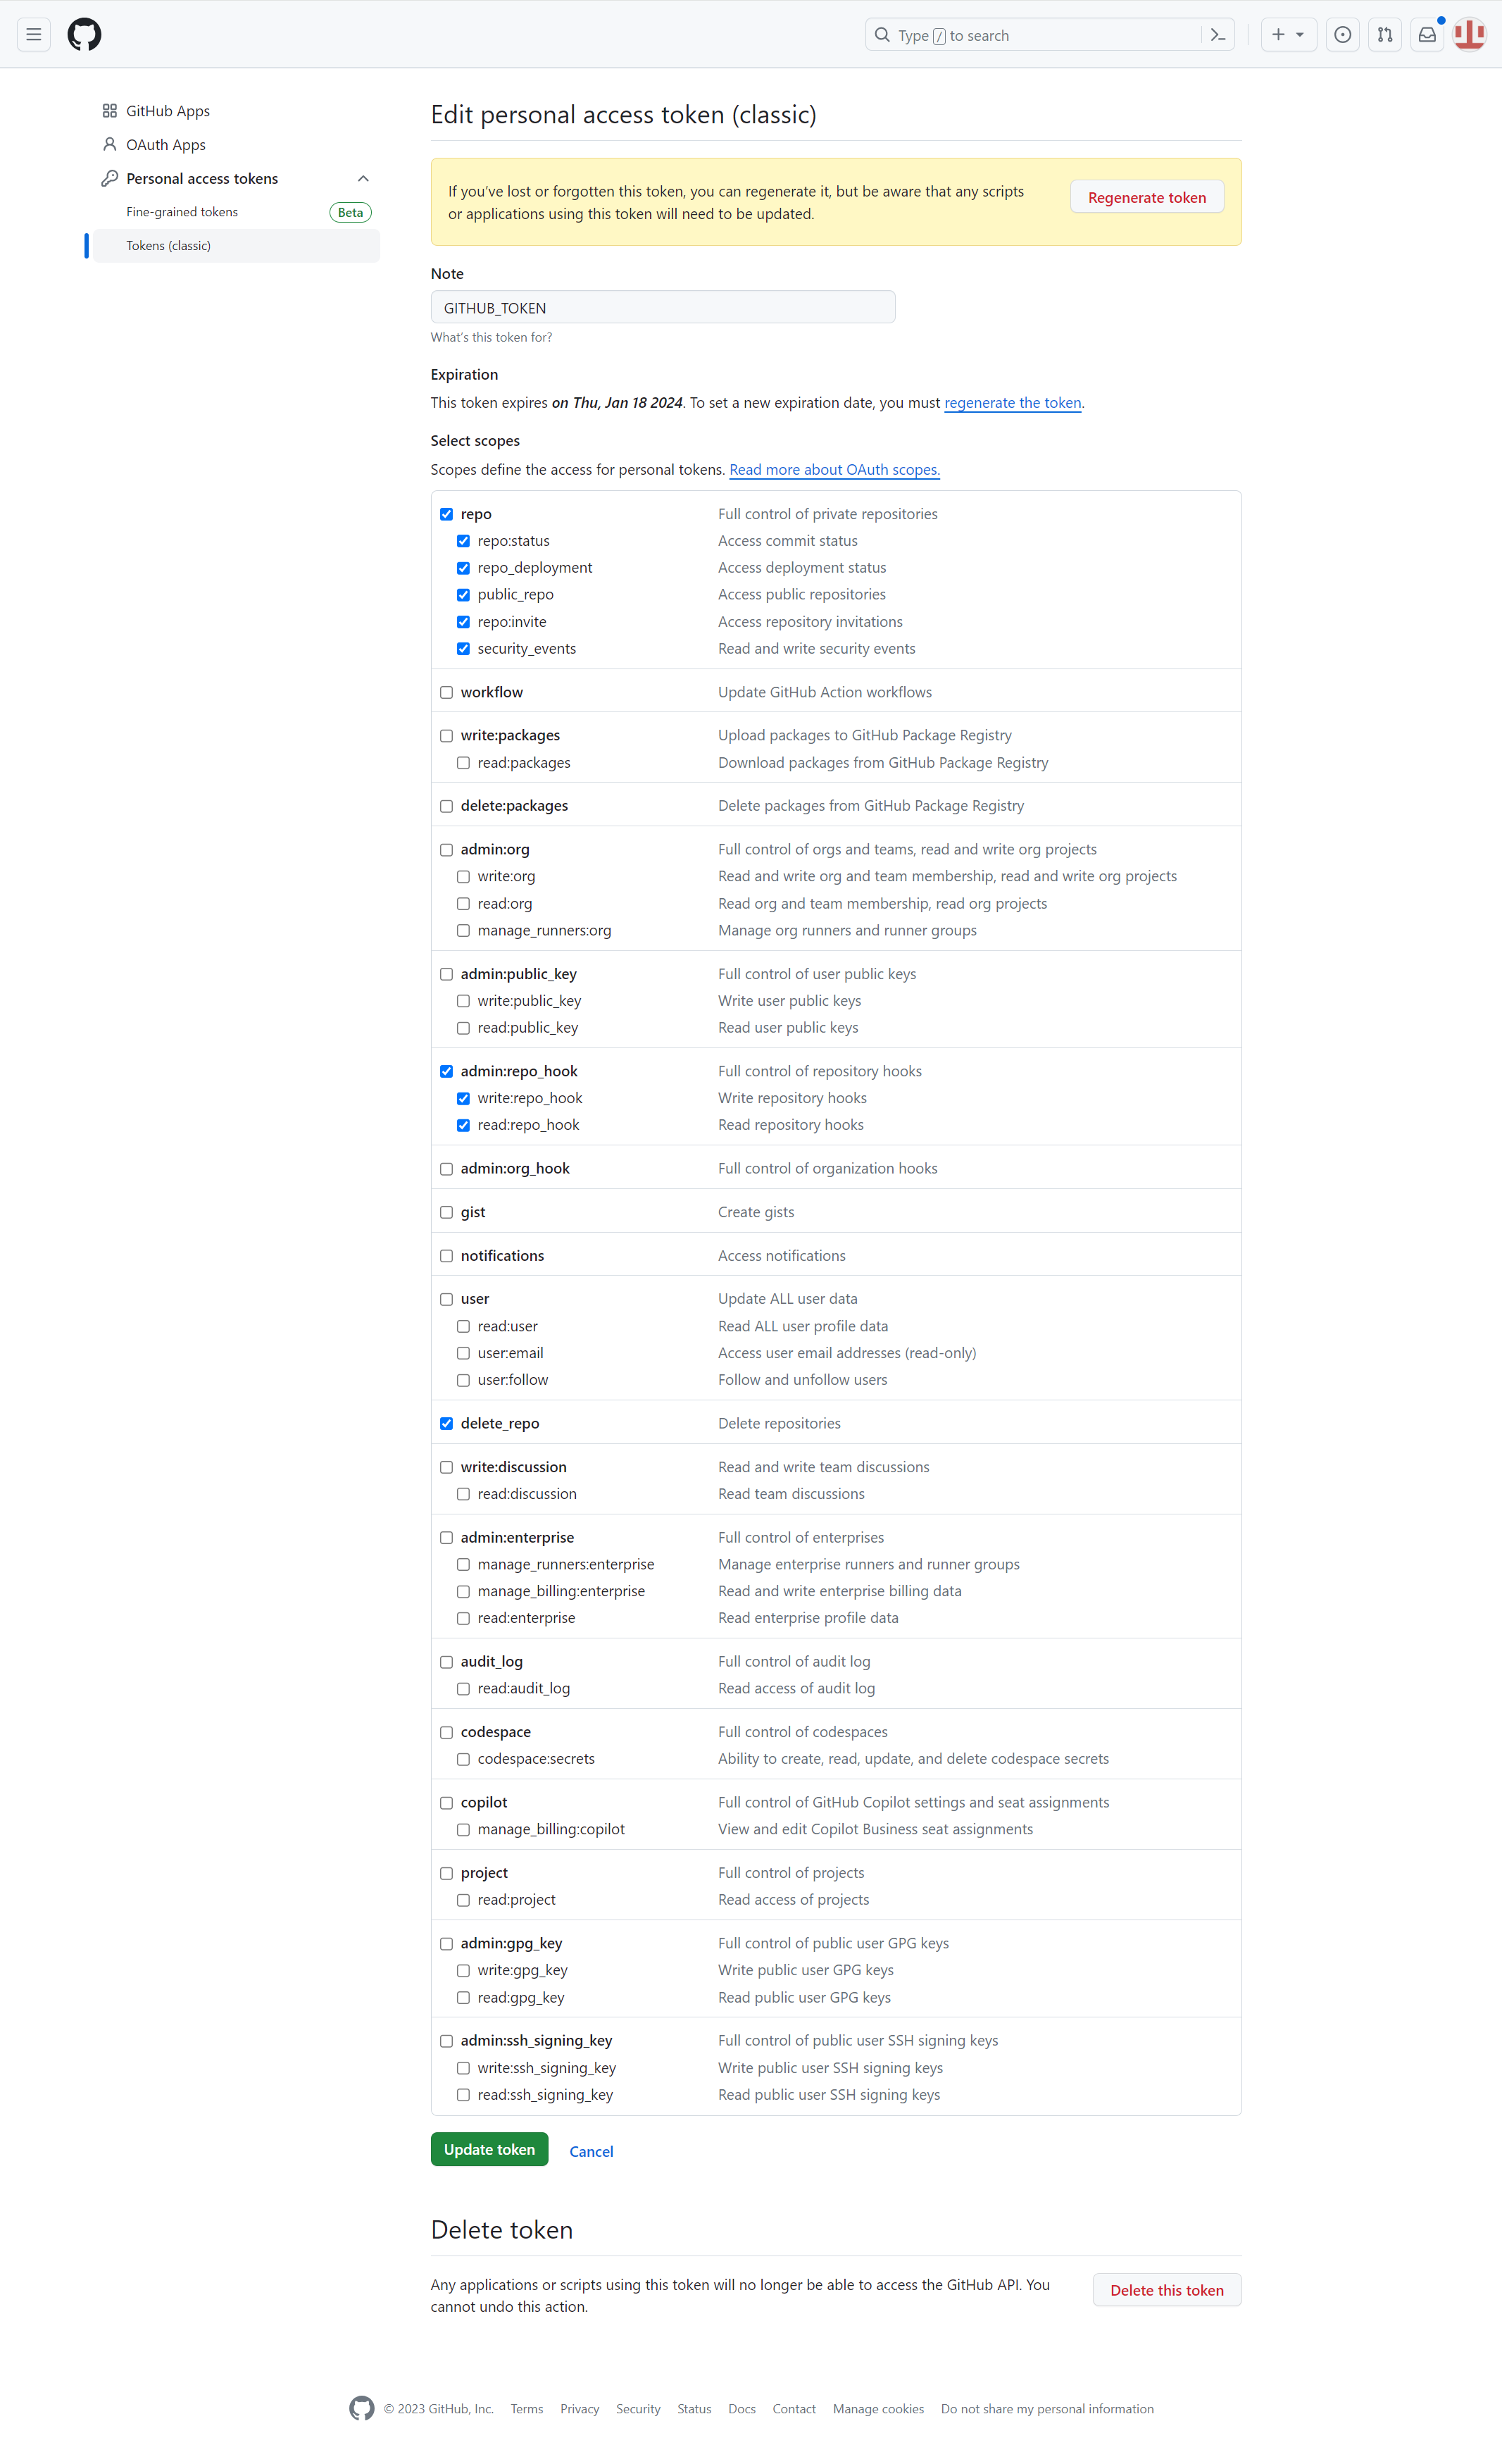 Type / to search
GitHub Apps
OAuth Apps
Personal access tokens
Fine-grained tokens Beta
Tokens (classic)
Edit personal access token (classic)
If you've lost or forgotten this token, you can regenerate it, but be aware that any scripts
or applications using this token will need to be updated.
Regenerate token
Note
GITHUB_TOKEN
What's this token for?
Expiration
This token expires on Thu, Jan 18 2024. To set a new expiration date, you must regenerate the token.
Select scopes
Scopes define the access for personal tokens. Read more about OAuth scopes.
repo Full control of private repositories
repo:status Access commit status
repo_deployment Access deployment status
public_repo Access public repositories
repo:invite Access repository invitations
security_events Read and write security events
workflow Update GitHub Action workflows
write:packages Upload packages to GitHub Package Registry
read:packages Download packages from GitHub Package Registry
delete:packages Delete packages from GitHub Package Registry
admin:org Full control of orgs and teams, read and write org projects
write:org Read and write org and team membership, read and write org projects
read:org Read org and team membership, read org projects
manage_runners:org Manage org runners and runner groups
admin:public_key Full control of user public keys
write:public_key Write user public keys
read:public_key Read user public keys
admin:repo_hook Full control of repository hooks
write:repo_hook Write repository hooks
read:repo_hook Read repository hooks
admin:org_hook Full control of organization hooks
gist Create gists
notifications Access notifications
user Update ALL user data
read:user Read ALL user profile data
user:email Access user email addresses (read-only)
user:follow Follow and unfollow users
delete_repo Delete repositories
write:discussion Read and write team discussions
read:discussion Read team discussions
admin:enterprise Full control of enterprises
manage_runners:enterprise Manage enterprise runners and runner groups
manage_billing:enterprise Read and write enterprise billing data
read:enterprise Read enterprise profile data
audit_log Full control of audit log
read:audit_log Read access of audit log
codespace Full control of codespaces
codespace:secrets Ability to create, read, update, and delete codespace secrets
copilot Full control of GitHub Copilot settings and seat assignments
manage_billing:copilot View and edit Copilot Business seat assignments
project Full control of projects
read:project Read access of projects
admin:gpg_key Full control of public user GPG keys
write:gpg_key Write public user GPG keys
read:gpg_key Read public user GPG keys
admin:ssh_signing_key Full control of public user SSH signing keys
write:ssh_signing_key Write public user SSH signing keys
read:ssh_signing_key Read public user SSH signing keys
Update token Cancel
Delete token
Any applications or scripts using this token will no longer be able to access the GitHub API. You
cannot undo this action.
Delete this token
© 2023 GitHub, Inc. Terms Privacy Security Status Docs Contact Manage cookies Do not share my personal information